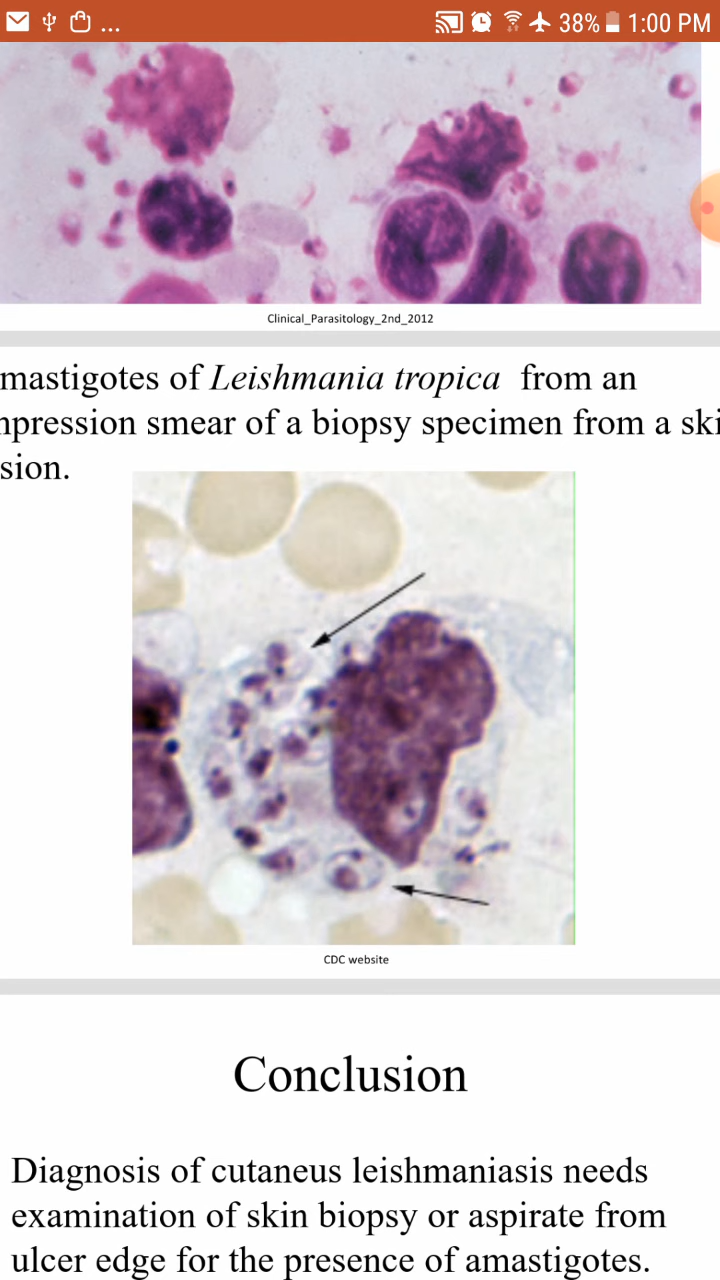 ... 38% 1:00 PM
Clinical_Parasitology_2nd_2012
mastigotes of Leishmania tropica from an
npression smear of a biopsy specimen from a ski
sion.
CDC website
Conclusion
Diagnosis of cutaneus leishmaniasis needs
examination of skin biopsy or aspirate from
ulcer edge for the presence of amastigotes.